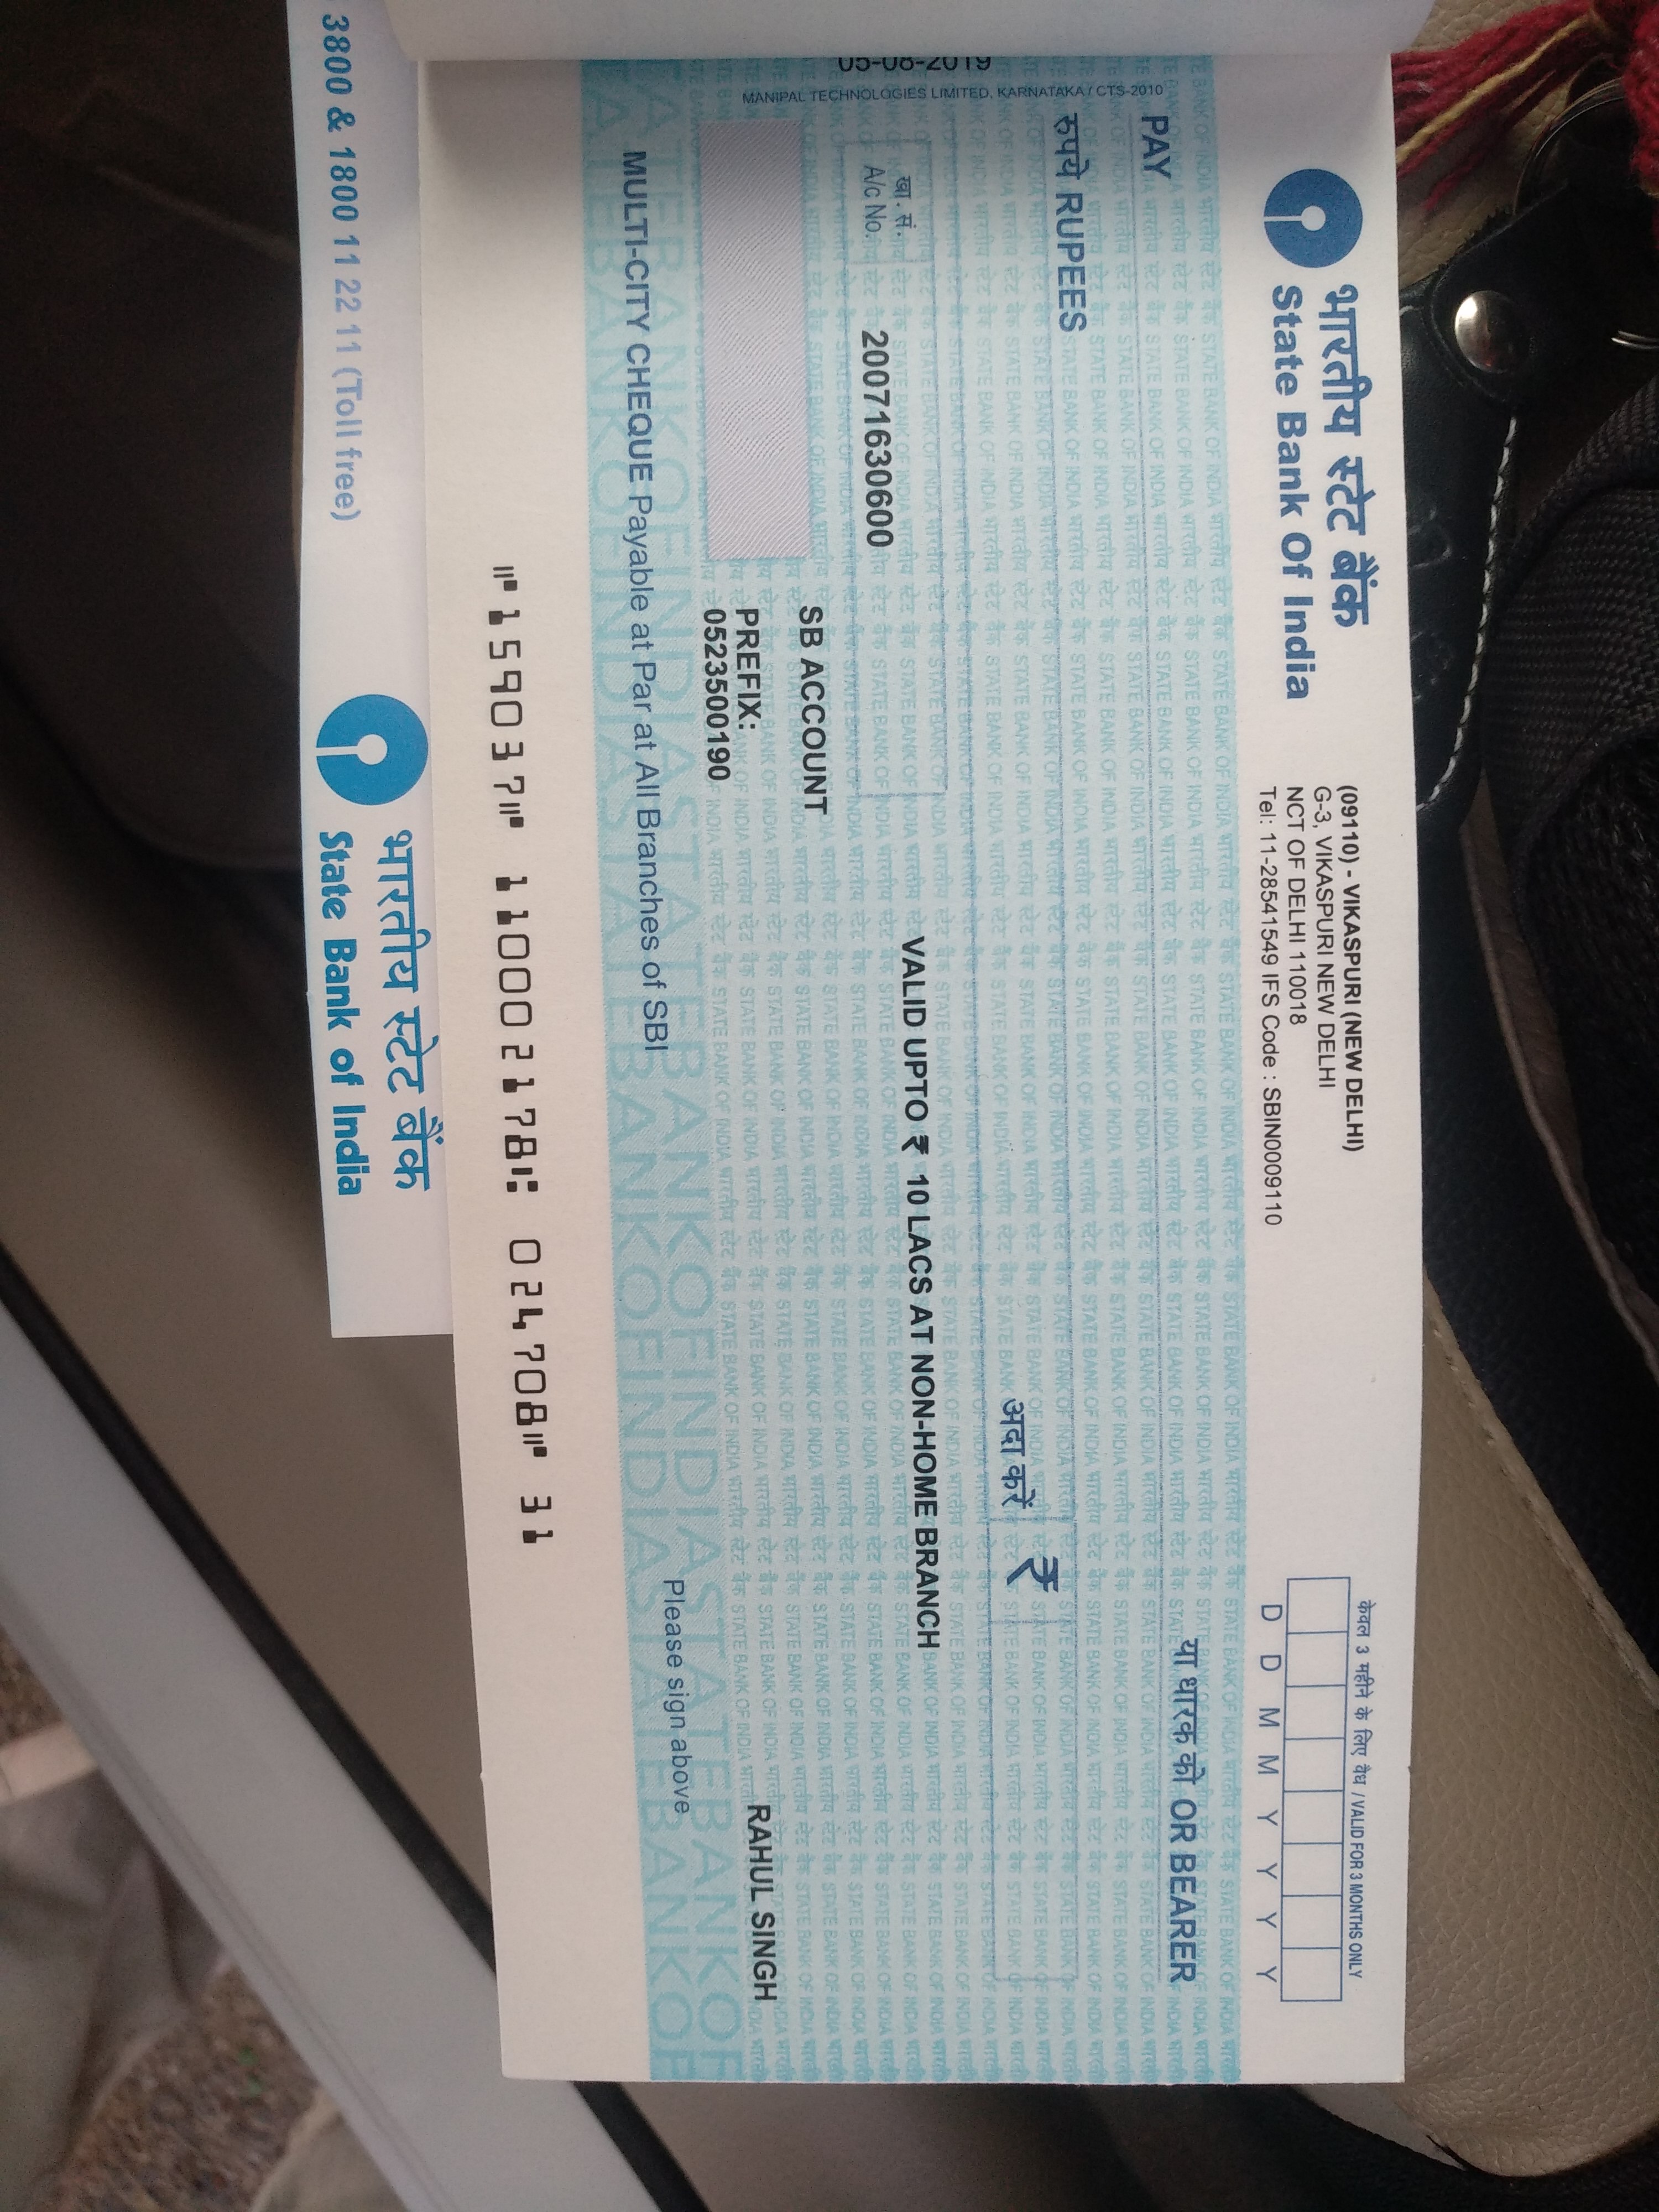 भारतीय स्टेट बैंक
State Bank Of India
(09110) - VIKASPURI (NEW DELHI)
G-3, VIKASPURI NEW DELHI
NCT OF DELHI 110018
Tel: 11-28541549 IFS Code : SBIN0009110
केवल 3 महीने के लिए वैध / VALID FOR 3 MONTHS ONLY
D D M M Y Y Y Y
PAY
या धारक को OR BEARER
रुपये RUPEES
अदा करें ₹
खा. सं.
A/c No.
20071630600
VALID UPTO ₹ 10 LACS AT NON-HOME BRANCH
SB ACCOUNT
PREFIX:
0523500190
RAHUL SINGH
MULTI-CITY CHEQUE Payable at Par at All Branches of SBI
Please sign above
⑈159037⑈ 110002178⑆ 024708⑈ 31
05-08-2019
MANIPAL TECHNOLOGIES LIMITED, KARNATAKA / CTS-2010
3800 & 1800 11 22 11 (Toll free)
भारतीय स्टेट बैंक
State Bank of India